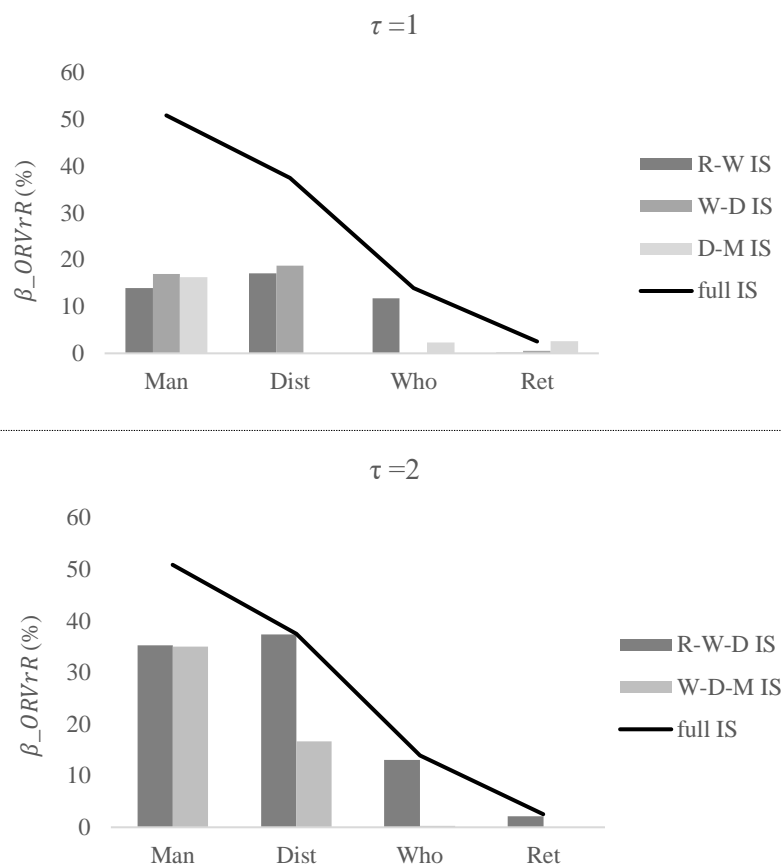 τ =1
60
50
40
30
20
10
0
β_ORVrR (%)
Man Dist Who Ret
R-W IS
W-D IS
D-M IS
full IS
τ =2
60
50
40
30
20
10
0
β_ORVrR (%)
Man Dist Who Ret
R-W-D IS
W-D-M IS
full IS